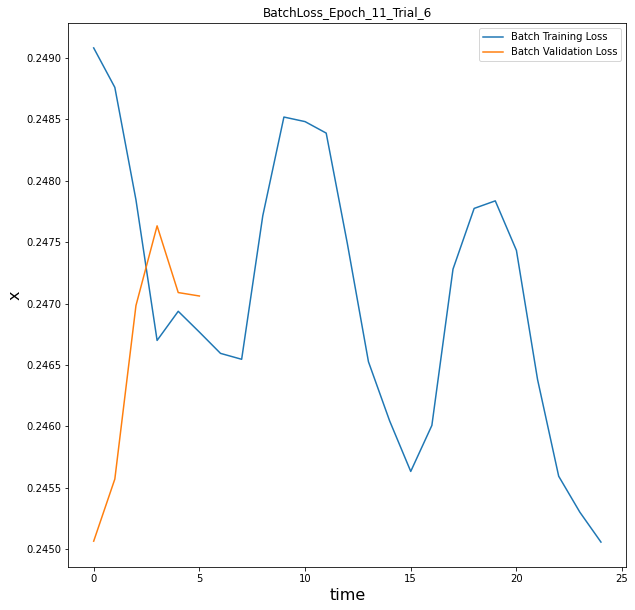 BatchLoss_Epoch_11_Trial_6
Batch Training Loss
Batch Validation Loss
0.2490
0.2485
0.2480
0.2475
0.2470
0.2465
0.2460
0.2455
0.2450
x
0 5 10 15 20 25
time